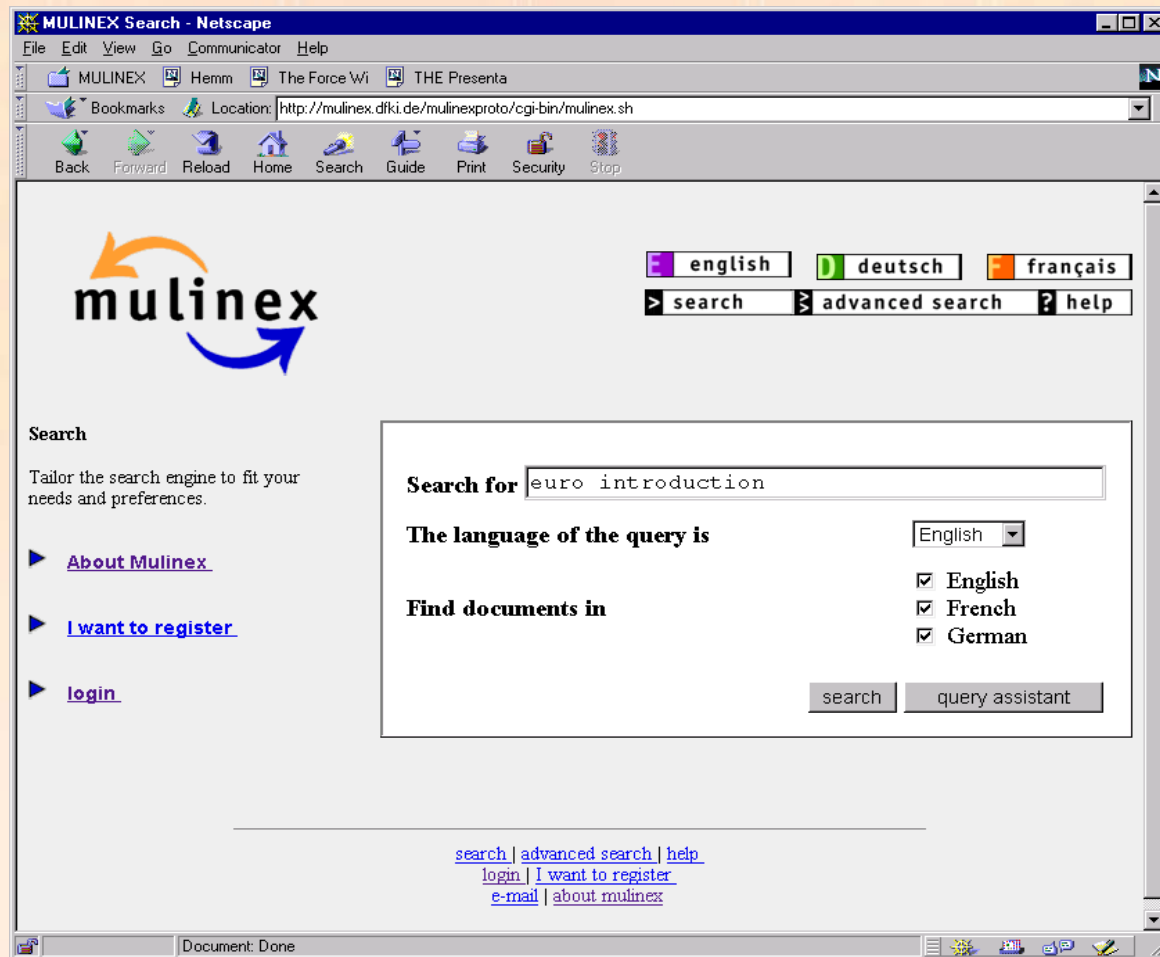 MULINEX Search - Netscape
File Edit View Go Communicator Help
MULINEX Hemm The Force Wi THE Presenta
Bookmarks Location: http://mulinex.dfki.de/mulinexproto/cgi-bin/mulinex.sh
Back Forward Reload Home Search Guide Print Security Stop
mulinex
E english D deutsch F français
> search advanced search ? help
Search
Tailor the search engine to fit your
needs and preferences.
About Mulinex
I want to register
login
Search for euro introduction
The language of the query is English
Find documents in
English
French
German
search query assistant
search | advanced search | help
login | I want to register
e-mail | about mulinex
Document: Done